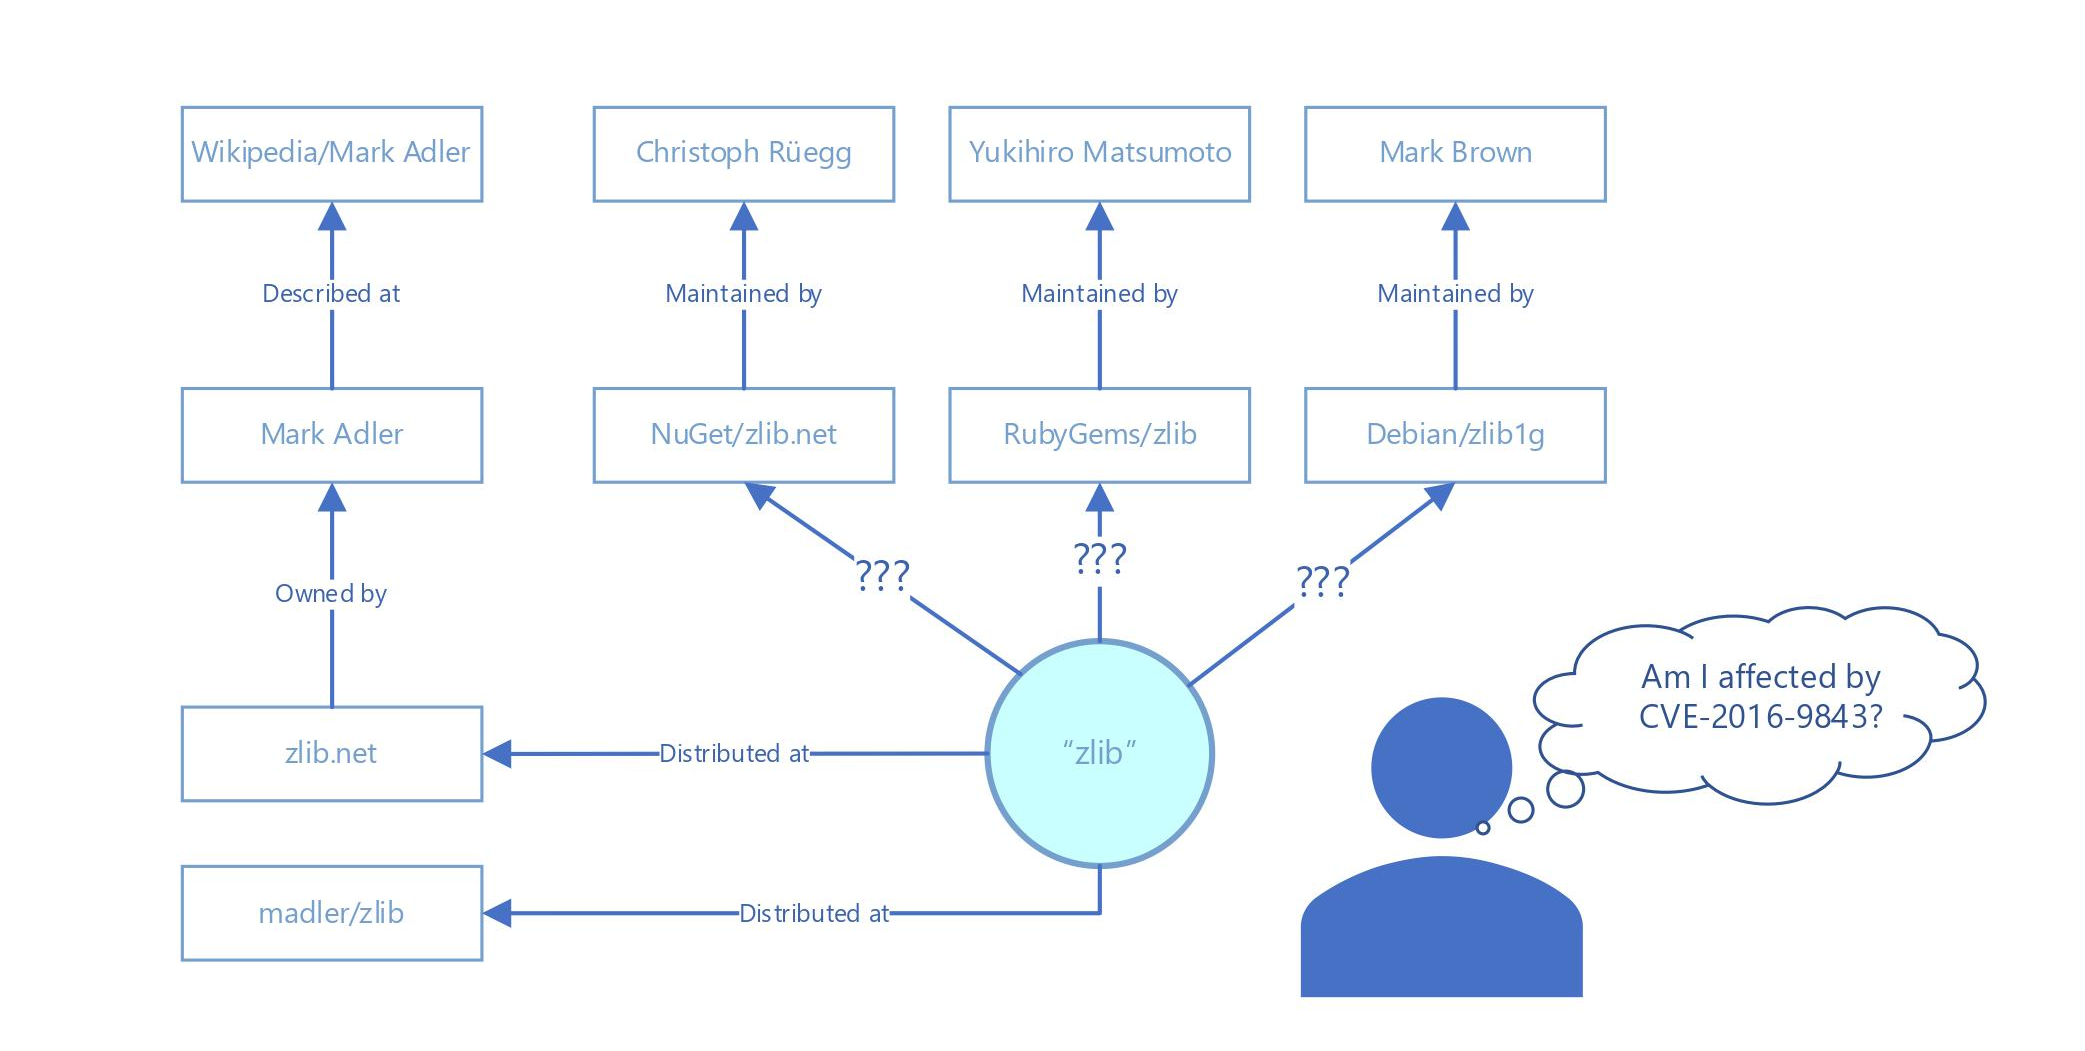 Wikipedia/Mark Adler
Christoph Rüegg
Yukihiro Matsumoto
Mark Brown
Described at
Maintained by
Maintained by
Maintained by
Mark Adler
NuGet/zlib.net
RubyGems/zlib
Debian/zlib1g
Owned by
???
???
???
zlib.net
Distributed at
“zlib”
Am I affected by
CVE-2016-9843?
madler/zlib
Distributed at